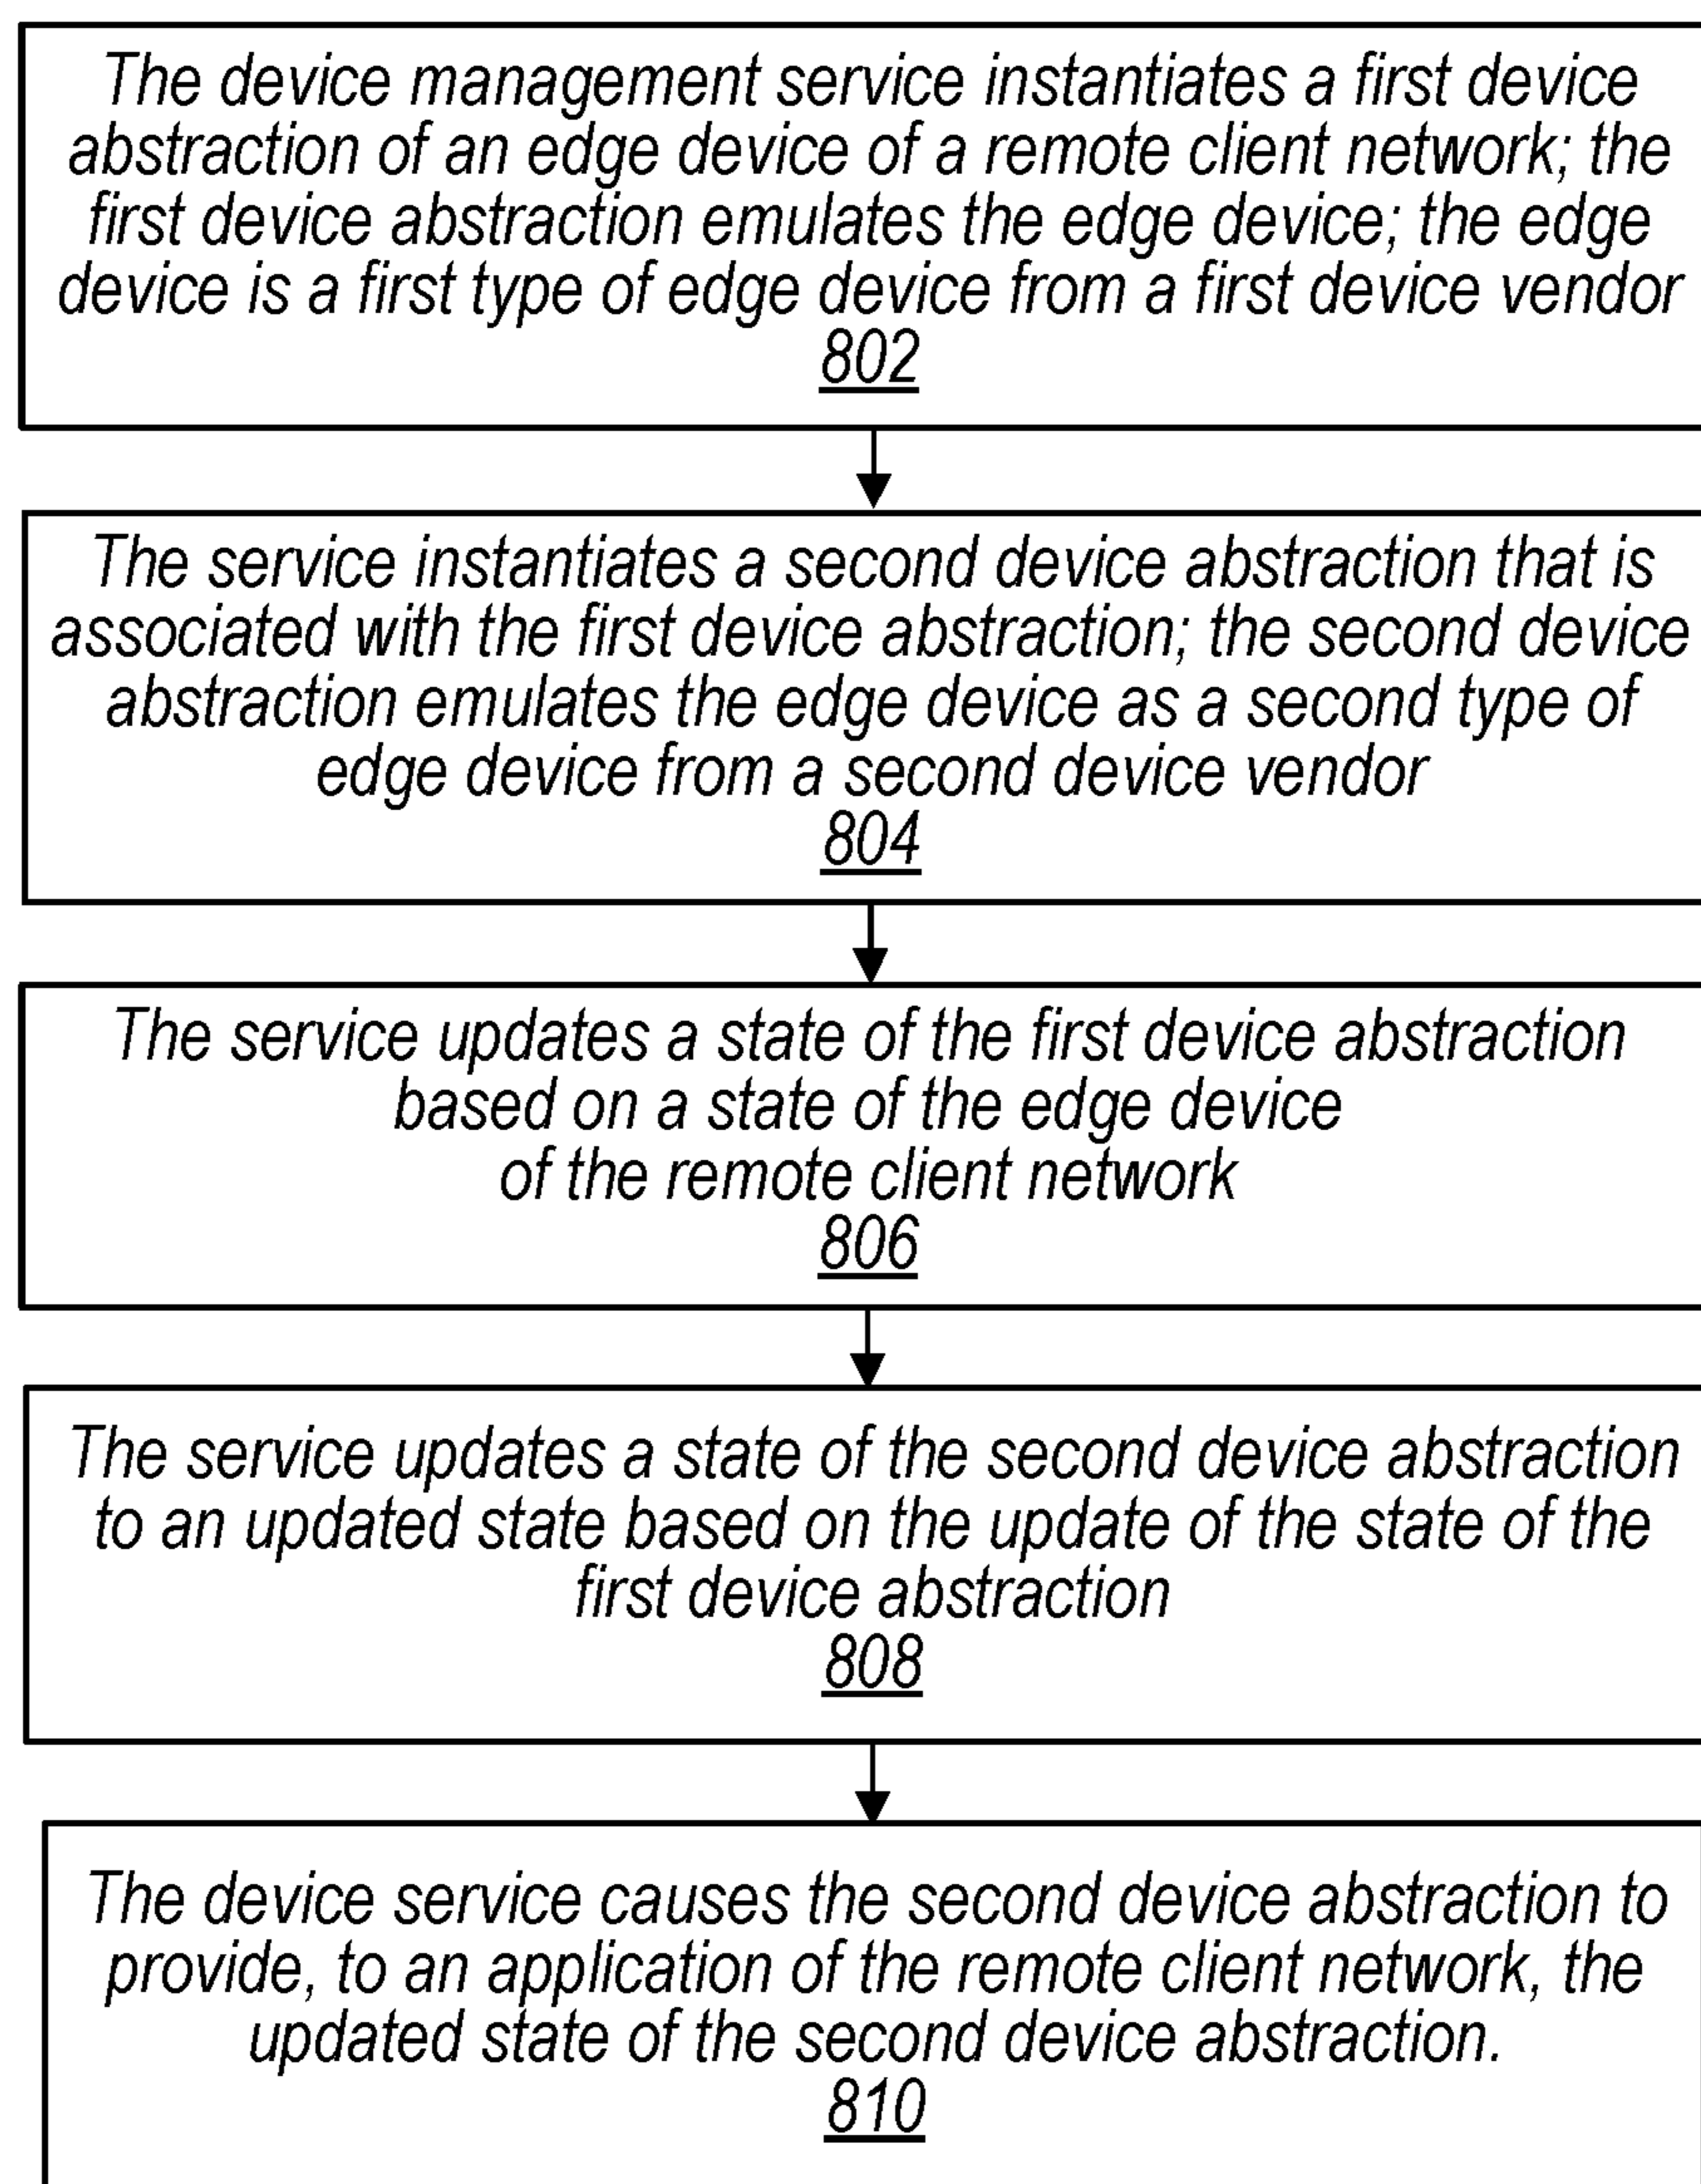 The device management service instantiates a first device
abstraction of an edge device of a remote client network; the
first device abstraction emulates the edge device; the edge
device is a first type of edge device from a first device vendor
802
The service instantiates a second device abstraction that is
associated with the first device abstraction; the second device
abstraction emulates the edge device as a second type of
edge device from a second device vendor
804
The service updates a state of the first device abstraction
based on a state of the edge device
of the remote client network
806
The service updates a state of the second device abstraction
to an updated state based on the update of the state of the
first device abstraction
808
The device service causes the second device abstraction to
provide, to an application of the remote client network, the
updated state of the second device abstraction.
810